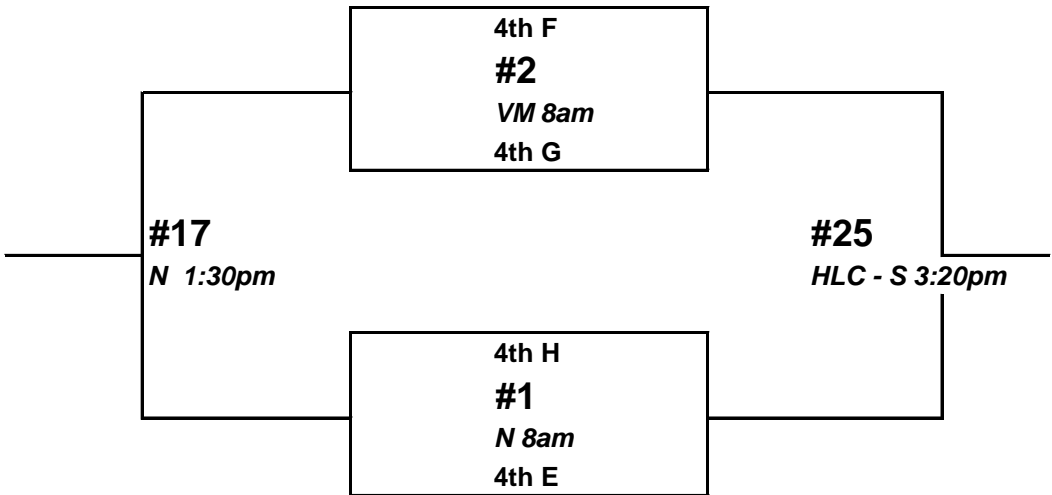 4th F
#2
VM 8am
4th G
#17
N 1:30pm
#25
HLC - S 3:20pm
4th H
#1
N 8am
4th E